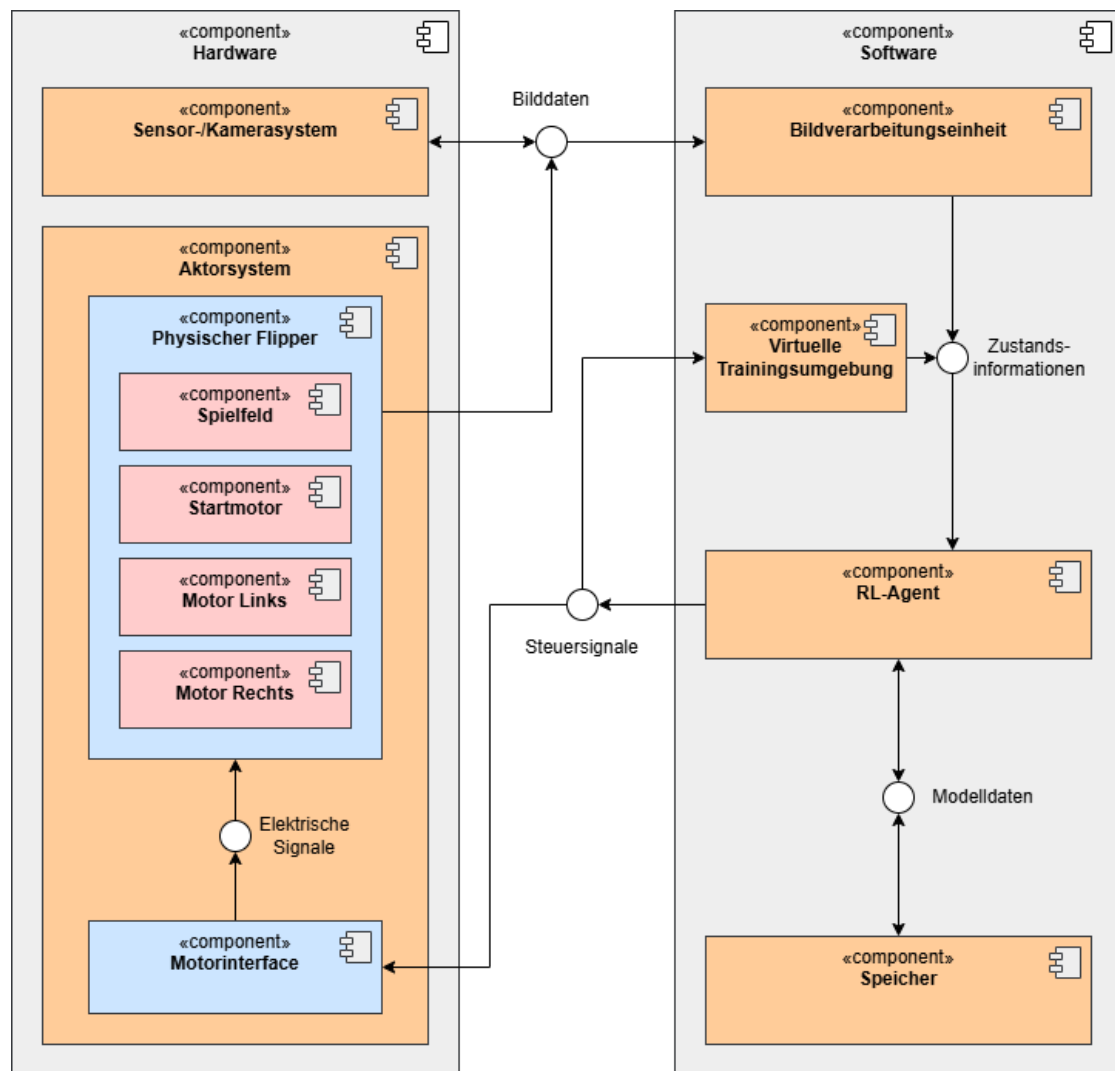 «component»
Hardware
«component»
Sensor-/Kamerasystem
«component»
Aktorsystem
«component»
Physischer Flipper
«component»
Spielfeld
«component»
Startmotor
«component»
Motor Links
«component»
Motor Rechts
Elektrische
Signale
«component»
Motorinterface
Bilddaten
Steuersignale
«component»
Software
«component»
Bildverarbeitungseinheit
«component»
Virtuelle
Trainingsumgebung
Zustands-
informationen
«component»
RL-Agent
Modelldaten
«component»
Speicher